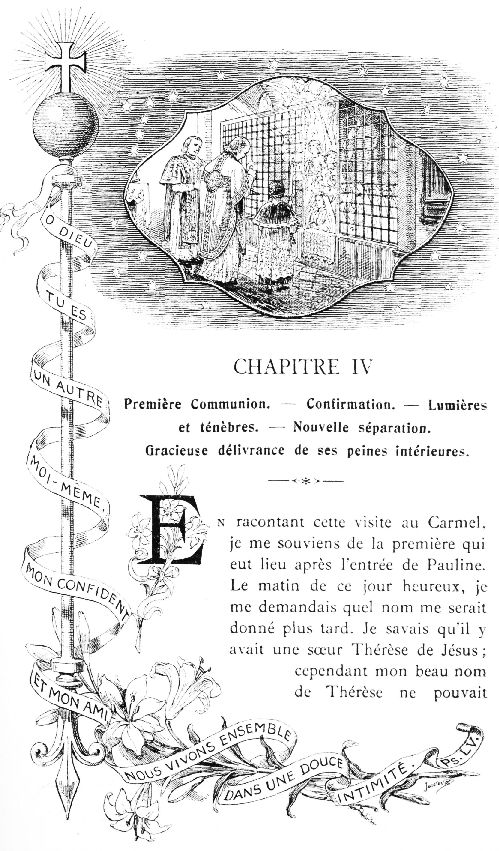 O DIEU
TU ES
UN AUTRE
MOI-MÊME,
MON CONFIDENT
ET MON AMI,
NOUS VIVONS ENSEMBLE
DANS UNE DOUCE
INTIMITÉ.
Ps. LV.
CHAPITRE IV
Première Communion. — Confirmation. — Lumières
et ténèbres. — Nouvelle séparation.
Gracieuse délivrance de ses peines intérieures.
EN racontant cette visite au Carmel,
je me souviens de la première qui
eut lieu après l'entrée de Pauline.
Le matin de ce jour heureux, je
me demandais quel nom me serait
donné plus tard. Je savais qu'il y
avait une sœur Thérèse de Jésus ;
cependant mon beau nom
de Thérèse ne pouvait